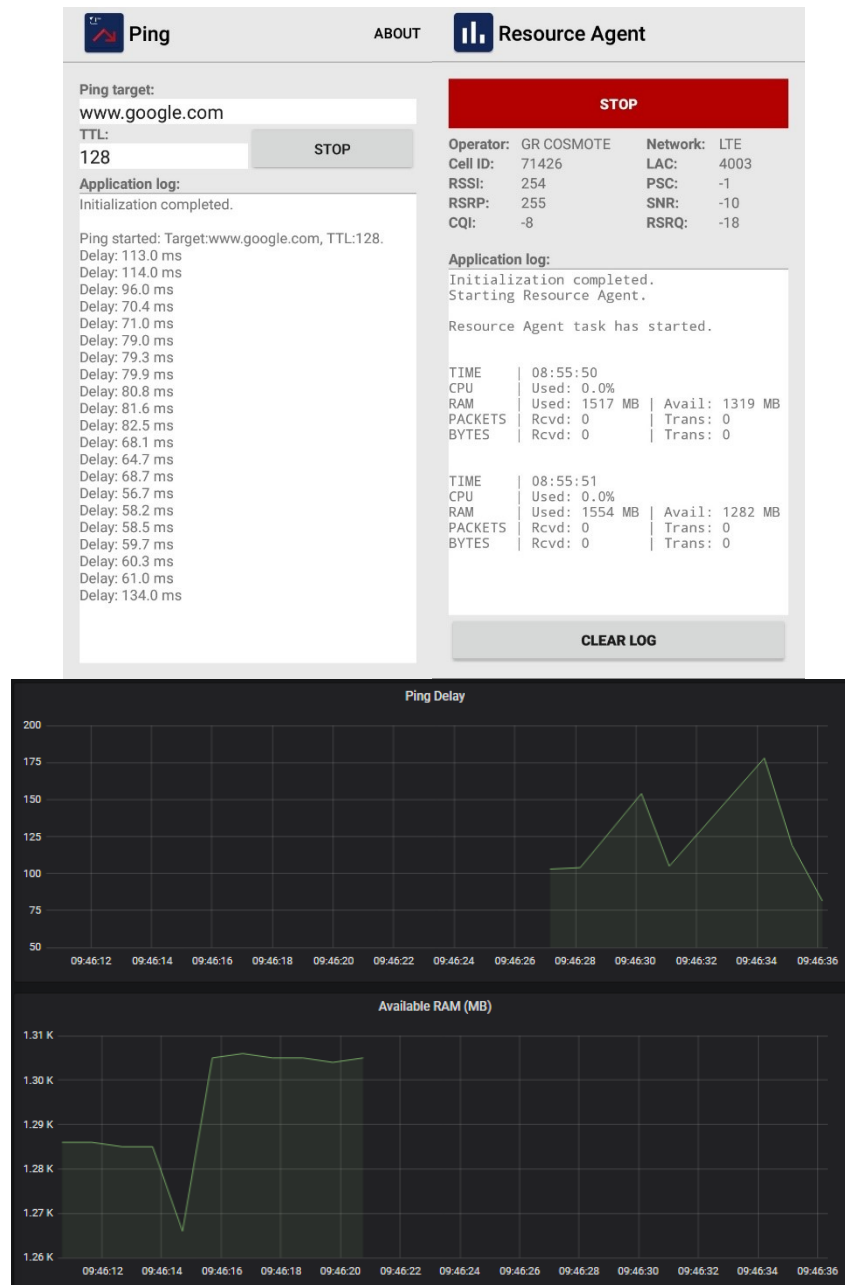 Ping
ABOUT
Ping target:
www.google.com
TTL:
128
STOP
Application log:
Initialization completed.
Ping started: Target:www.google.com, TTL:128.
Delay: 113.0 ms
Delay: 114.0 ms
Delay: 96.0 ms
Delay: 70.4 ms
Delay: 71.0 ms
Delay: 79.0 ms
Delay: 79.3 ms
Delay: 79.9 ms
Delay: 80.8 ms
Delay: 81.6 ms
Delay: 82.5 ms
Delay: 68.1 ms
Delay: 64.7 ms
Delay: 68.7 ms
Delay: 56.7 ms
Delay: 58.2 ms
Delay: 58.5 ms
Delay: 59.7 ms
Delay: 60.3 ms
Delay: 61.0 ms
Delay: 134.0 ms
Resource Agent
STOP
Operator: GR COSMOTE Network: LTE
Cell ID: 71426 LAC: 4003
RSSI: 254 PSC: -1
RSRP: 255 SNR: -10
CQI: -8 RSRQ: -18
Application log:
Initialization completed.
Starting Resource Agent.
Resource Agent task has started.
TIME | 08:55:50
CPU | Used: 0.0%
RAM | Used: 1517 MB | Avail: 1319 MB
PACKETS | Rcvd: 0 | Trans: 0
BYTES | Rcvd: 0 | Trans: 0
TIME | 08:55:51
CPU | Used: 0.0%
RAM | Used: 1554 MB | Avail: 1282 MB
PACKETS | Rcvd: 0 | Trans: 0
BYTES | Rcvd: 0 | Trans: 0
CLEAR LOG
Ping Delay
200
175
150
125
100
75
50
09:46:12 09:46:14 09:46:16 09:46:18 09:46:20 09:46:22 09:46:24 09:46:26 09:46:28 09:46:30 09:46:32 09:46:34 09:46:36
Available RAM (MB)
1.31 K
1.30 K
1.29 K
1.28 K
1.27 K
1.26 K
09:46:12 09:46:14 09:46:16 09:46:18 09:46:20 09:46:22 09:46:24 09:46:26 09:46:28 09:46:30 09:46:32 09:46:34 09:46:36